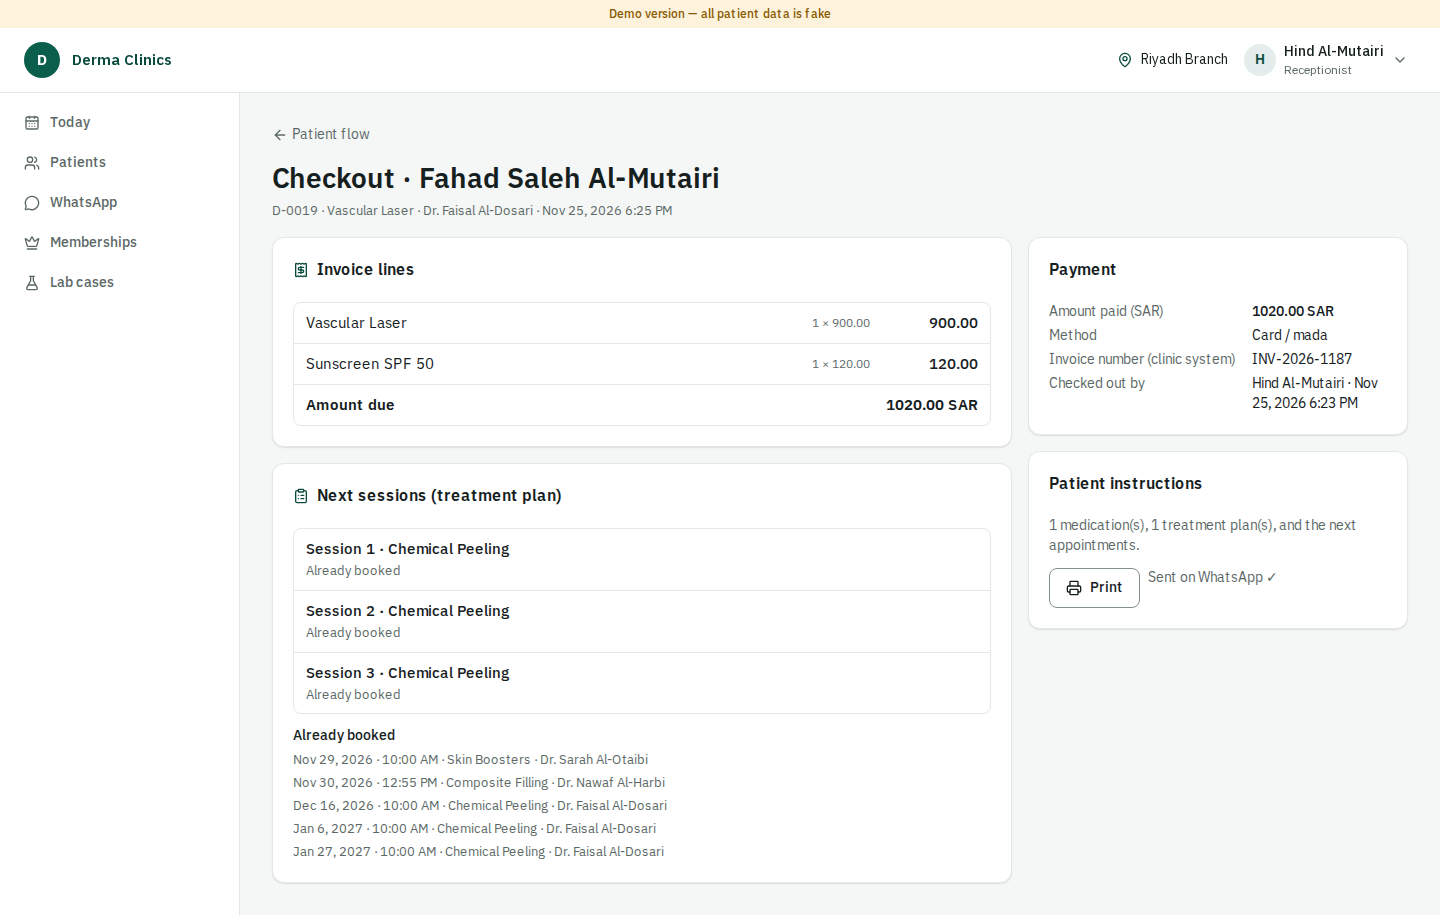 Demo version — all patient data is fake
D
Derma Clinics
Riyadh Branch
H
Hind Al-Mutairi
Receptionist
Today
Patients
WhatsApp
Memberships
Lab cases
Patient flow
Checkout · Fahad Saleh Al-Mutairi
D-0019 · Vascular Laser · Dr. Faisal Al-Dosari · Nov 25, 2026 6:25 PM
Invoice lines
Vascular Laser 1 × 900.00 900.00
Sunscreen SPF 50 1 × 120.00 120.00
Amount due 1020.00 SAR
Next sessions (treatment plan)
Session 1 · Chemical Peeling
Already booked
Session 2 · Chemical Peeling
Already booked
Session 3 · Chemical Peeling
Already booked
Already booked
Nov 29, 2026 · 10:00 AM · Skin Boosters · Dr. Sarah Al-Otaibi
Nov 30, 2026 · 12:55 PM · Composite Filling · Dr. Nawaf Al-Harbi
Dec 16, 2026 · 10:00 AM · Chemical Peeling · Dr. Faisal Al-Dosari
Jan 6, 2027 · 10:00 AM · Chemical Peeling · Dr. Faisal Al-Dosari
Jan 27, 2027 · 10:00 AM · Chemical Peeling · Dr. Faisal Al-Dosari
Payment
Amount paid (SAR) 1020.00 SAR
Method Card / mada
Invoice number (clinic system) INV-2026-1187
Checked out by Hind Al-Mutairi · Nov
25, 2026 6:23 PM
Patient instructions
1 medication(s), 1 treatment plan(s), and the next
appointments.
Print
Sent on WhatsApp ✓